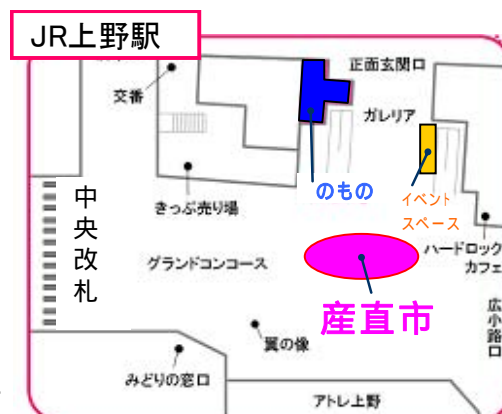 JR上野駅
正面玄関口
交番
ガレリア
のもの
イベント
スペース
きっぷ売り場
中央改札
ハードロック
カフェ
グランドコンコース
産直市
広小路口
翼の像
みどりの窓口
アトレ上野